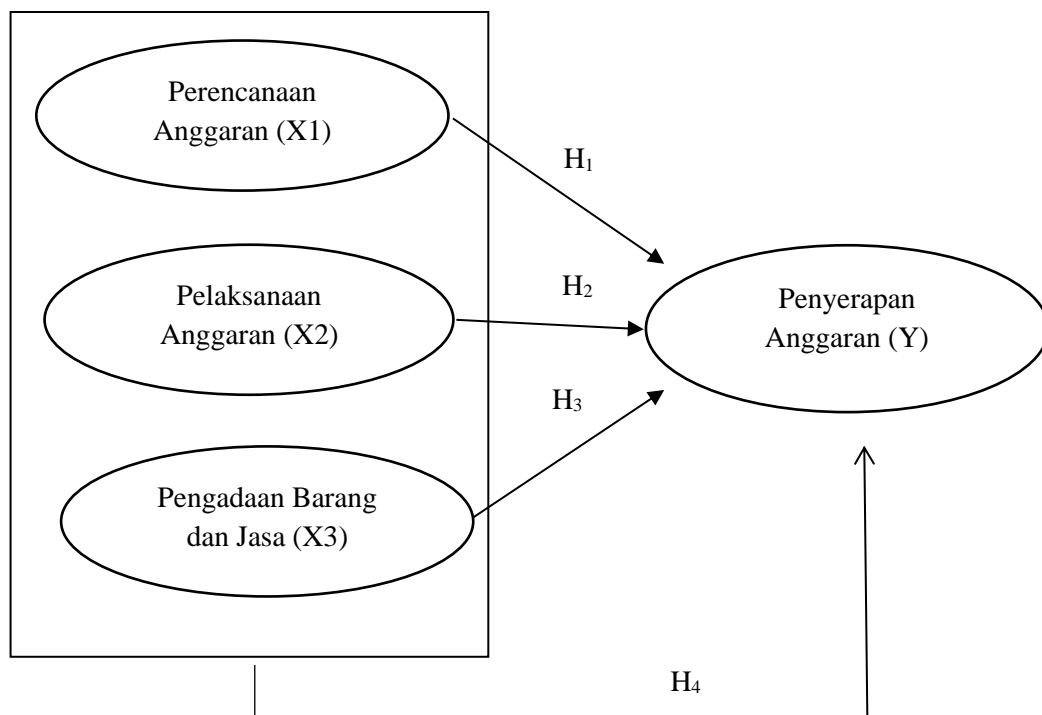 Perencanaan
Anggaran (X1)
H₁
Pelaksanaan
Anggaran (X2)
H₂
Penyerapan
Anggaran (Y)
H₃
Pengadaan Barang
dan Jasa (X3)
H₄